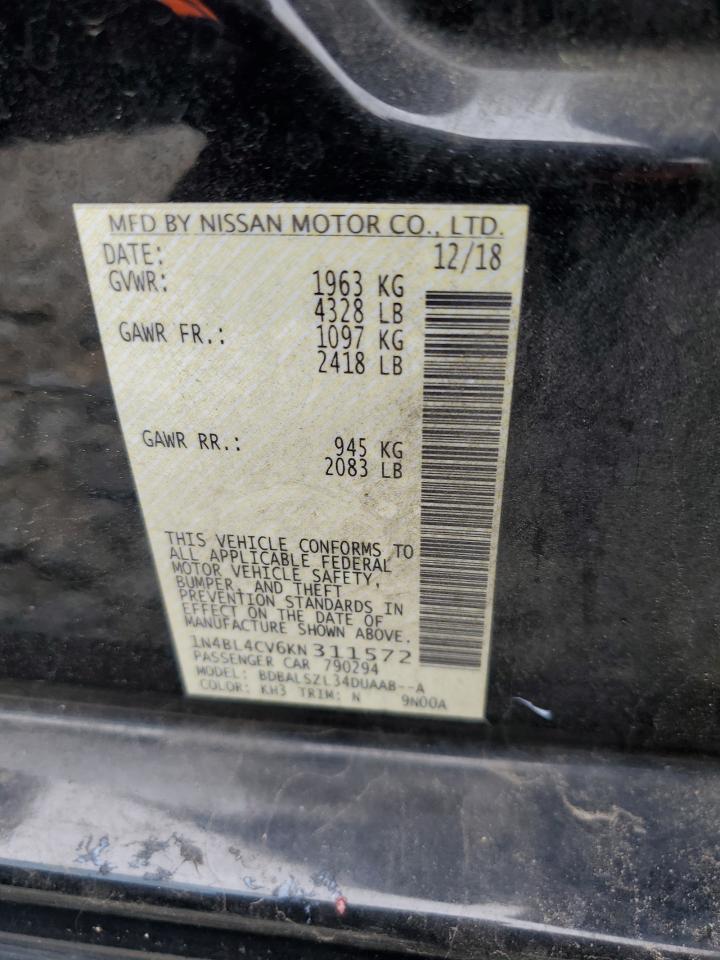 MFD BY NISSAN MOTOR CO., LTD.
DATE: 12/18
GVWR: 1963 KG
4328 LB
GAWR FR.: 1097 KG
2418 LB
GAWR RR.: 945 KG
2083 LB
THIS VEHICLE CONFORMS TO
ALL APPLICABLE FEDERAL
MOTOR VEHICLE SAFETY,
BUMPER, AND THEFT
PREVENTION STANDARDS IN
EFFECT ON THE DATE OF
MANUFACTURE SHOWN ABOVE.
1N4BL4CV6KN311572
PASSENGER CAR 790294
MODEL: BDBALSZL34DUAAB--A
COLOR: KH3 TRIM: N 9N00A